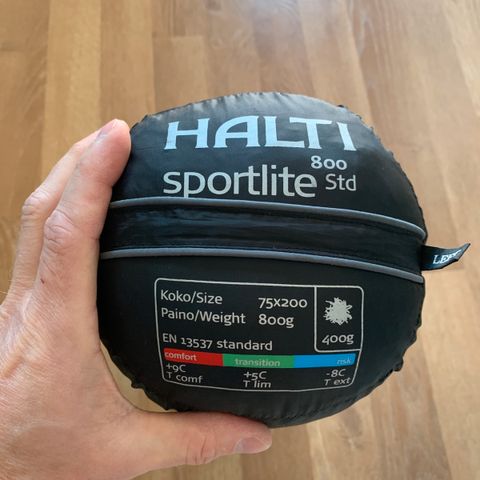 HALTI
sportlite 800 Std
Koko/Size 75x200
Paino/Weight 800g
400g
EN 13537 standard
comfort transition risk
+9C +5C -8C
T comf T lim T ext